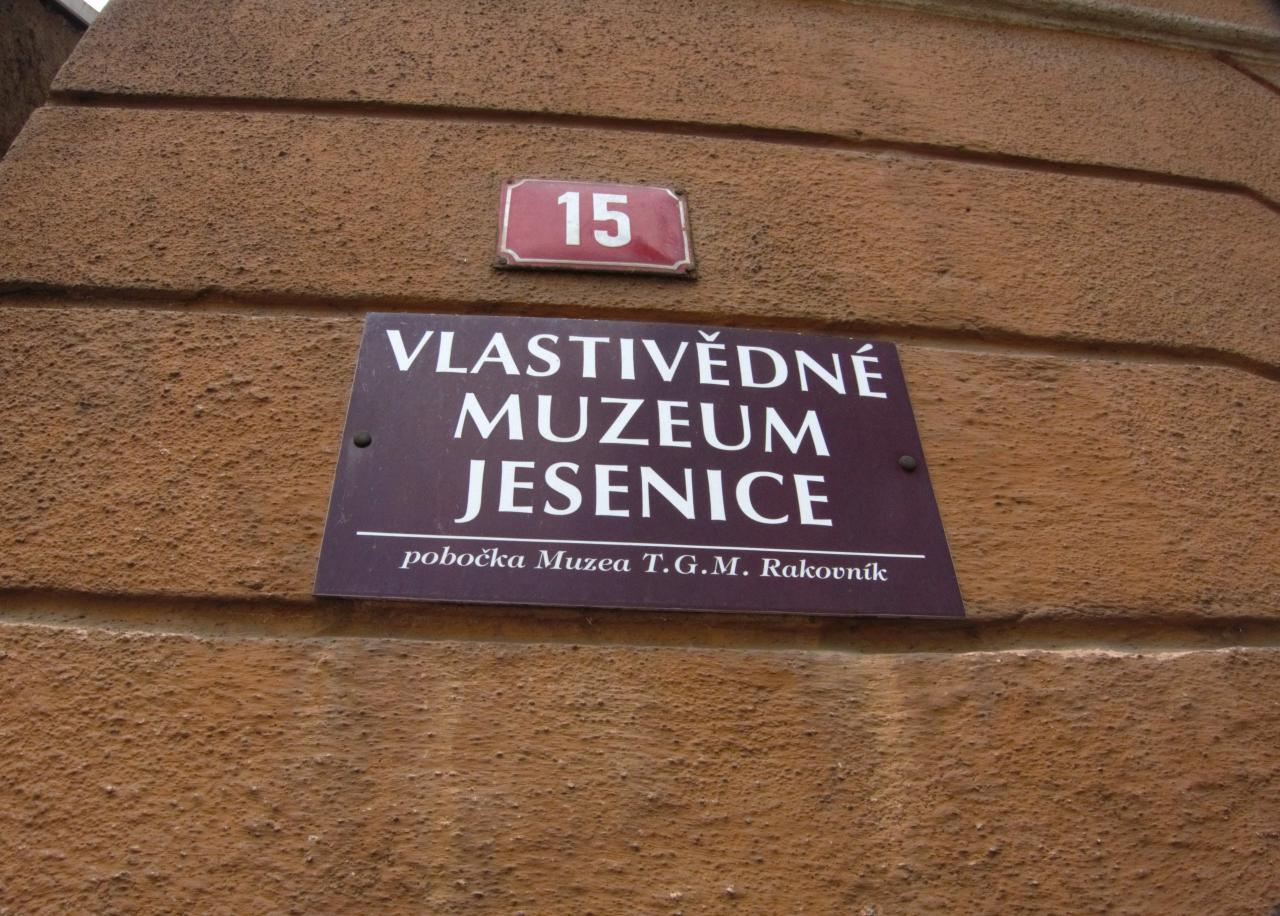 15
VLASTIVĚDNÉ
MUZEUM
JESENICE
pobočka Muzea T.G.M. Rakovník